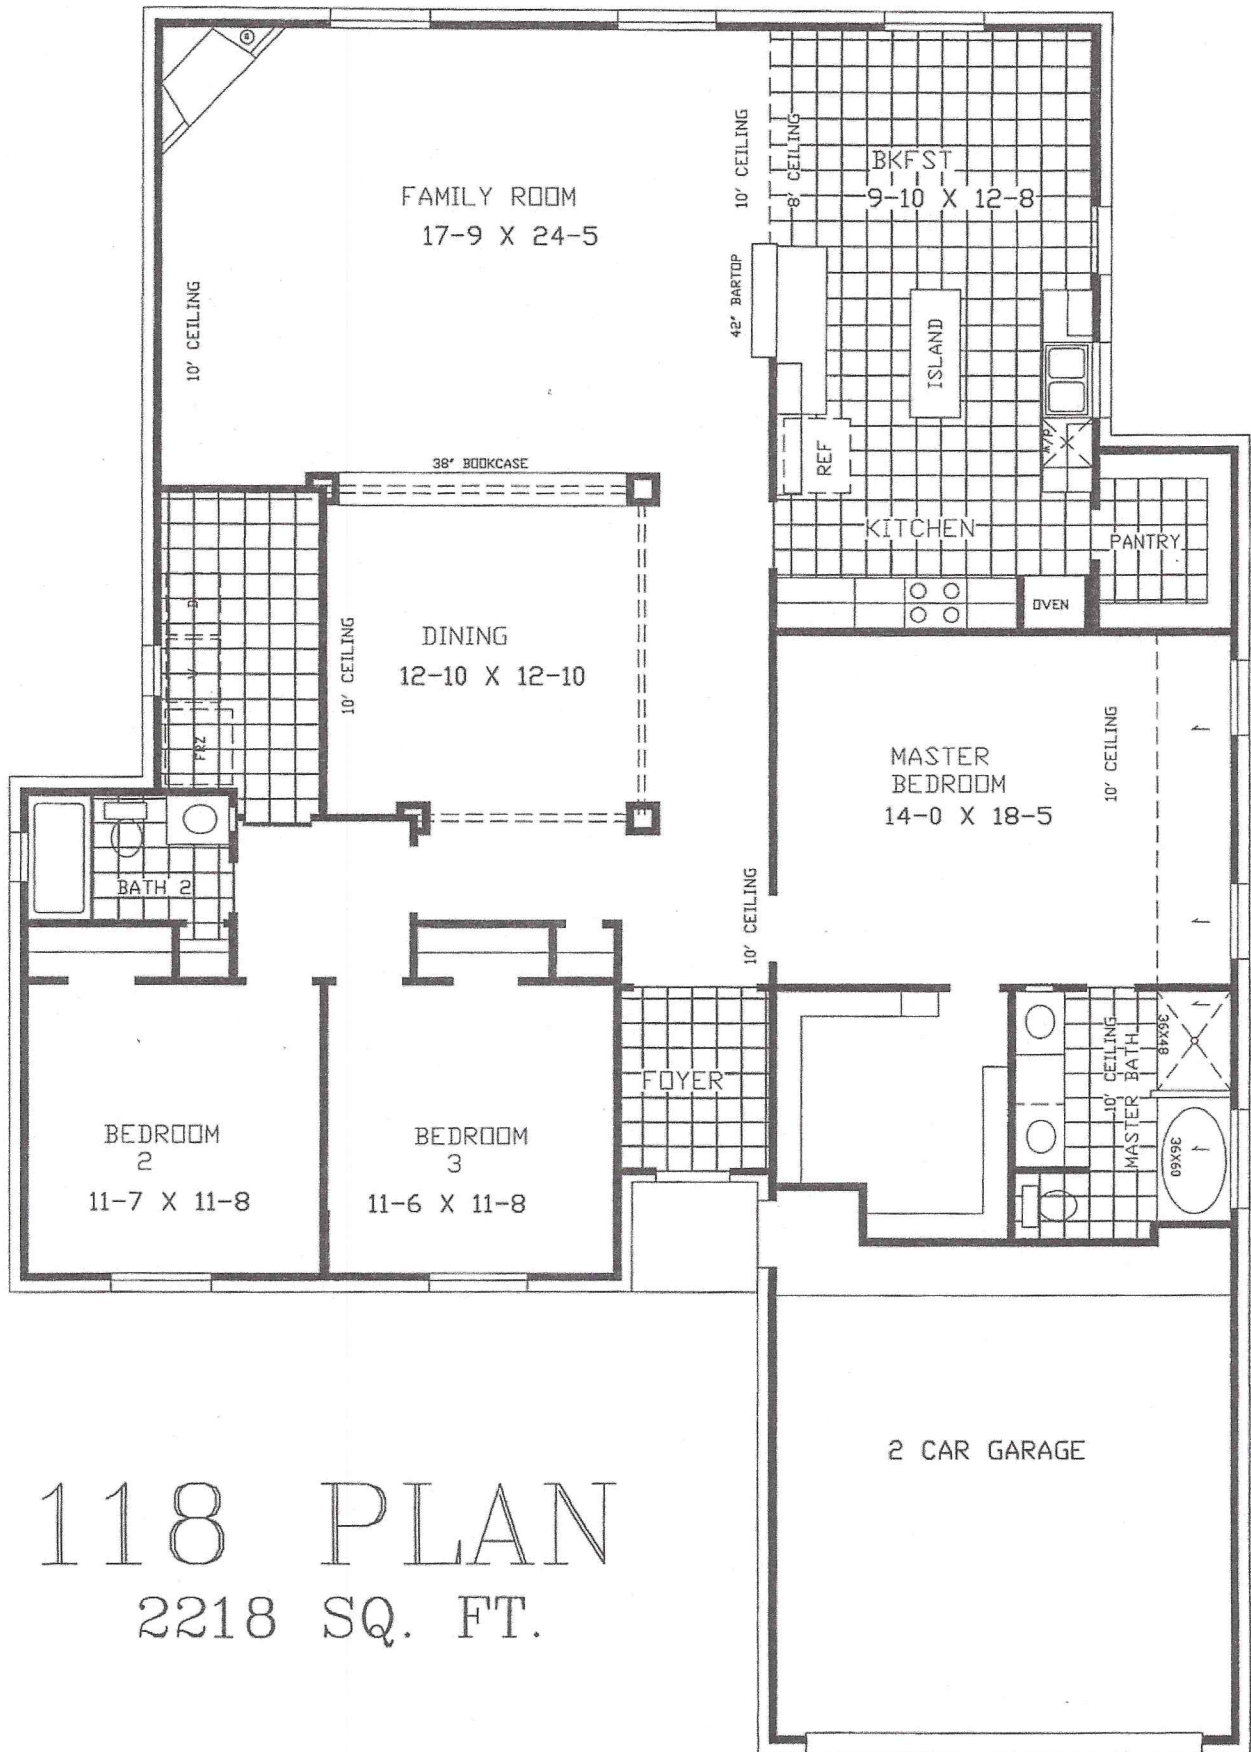 10' CEILING
8' CEILING
BKFST
9-10 X 12-8
FAMILY ROOM
17-9 X 24-5
10' CEILING
42" BARTOP
ISLAND
REF
38" BOOKCASE
KITCHEN
PANTRY
OVEN
D
DINING
12-10 X 12-10
10' CEILING
FRZ
MASTER
BEDROOM
14-0 X 18-5
10' CEILING
BATH 2
10' CEILING
FOYER
10' CEILING
MASTER BATH
36X48
36X60
BEDROOM
2
11-7 X 11-8
BEDROOM
3
11-6 X 11-8
2 CAR GARAGE
118 PLAN
2218 SQ. FT.